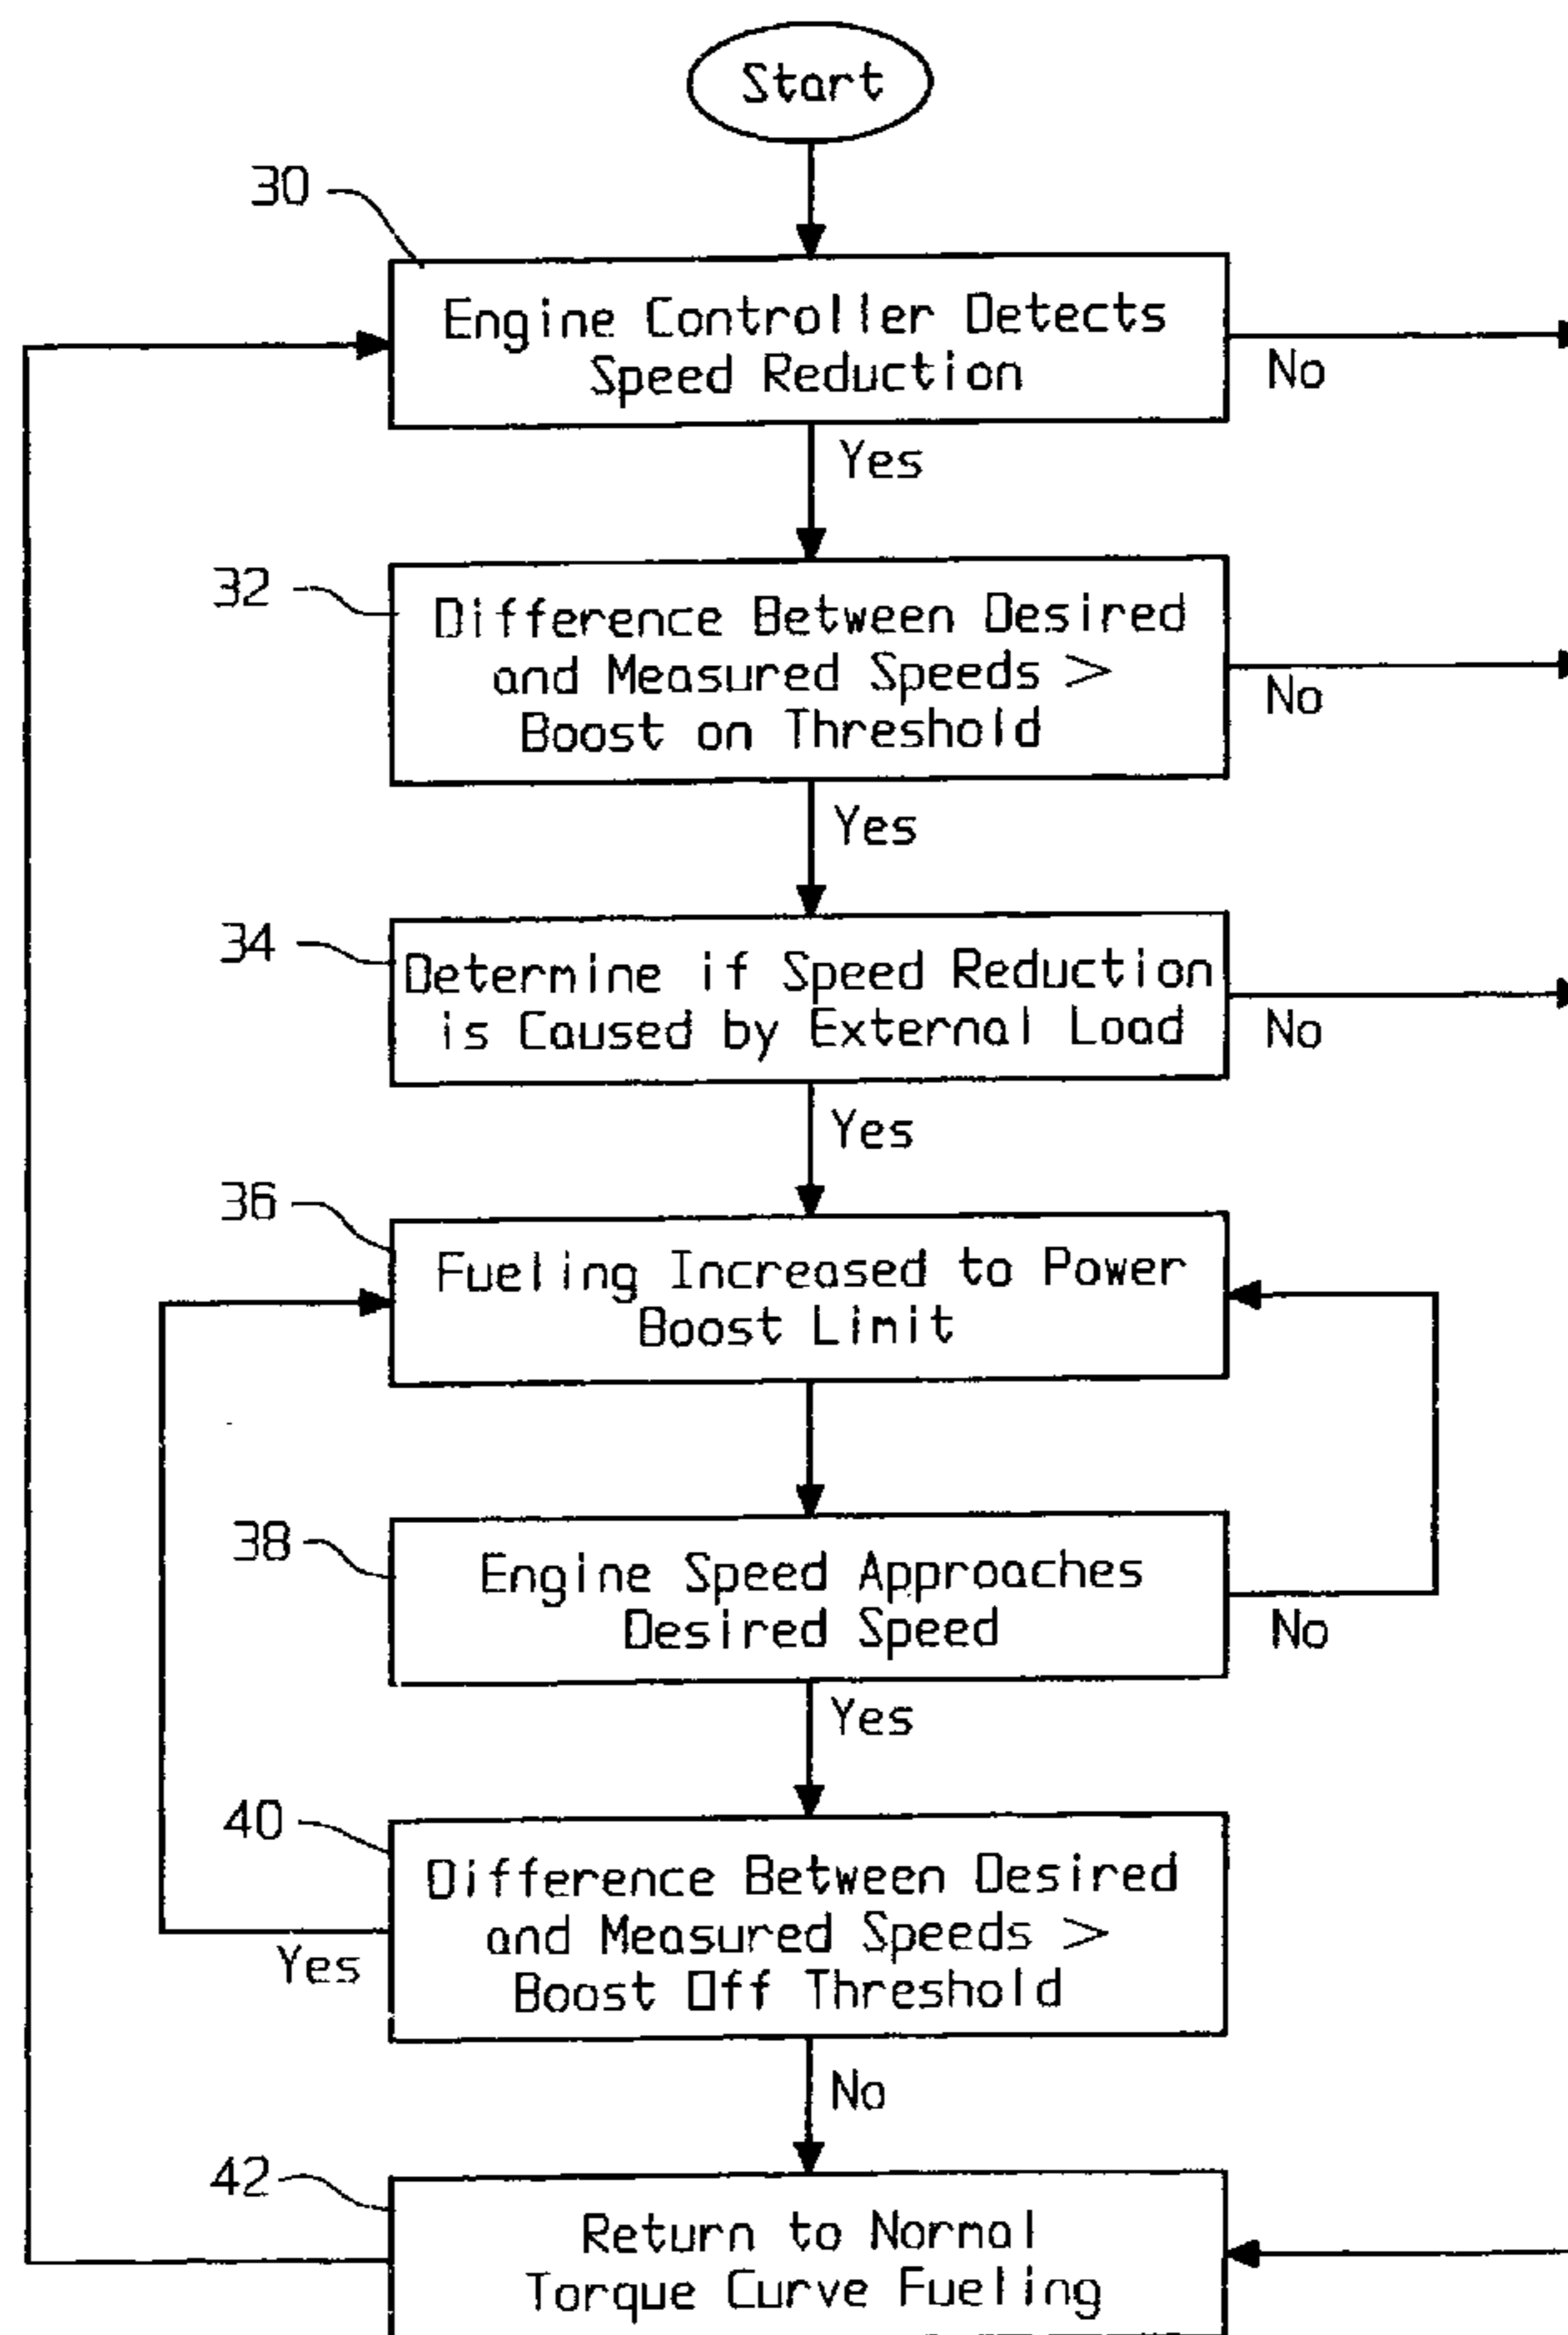 Start
30
Engine Controller Detects
Speed Reduction
No
Yes
32
Difference Between Desired
and Measured Speeds >
Boost on Threshold
No
Yes
34
Determine if Speed Reduction
is Caused by External Load
No
Yes
36
Fueling Increased to Power
Boost Limit
38
Engine Speed Approaches
Desired Speed
No
Yes
40
Difference Between Desired
and Measured Speeds >
Boost Off Threshold
Yes
No
42
Return to Normal
Torque Curve Fueling